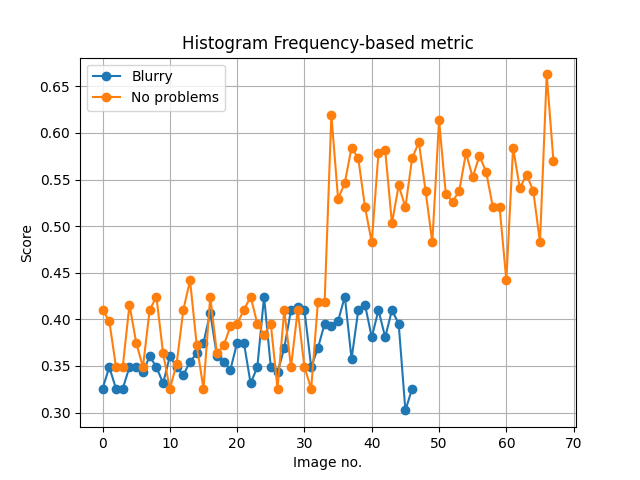 Histogram Frequency-based metric
Blurry
No problems
0.65
0.60
0.55
0.50
0.45
0.40
0.35
0.30
Score
0 10 20 30 40 50 60 70
Image no.